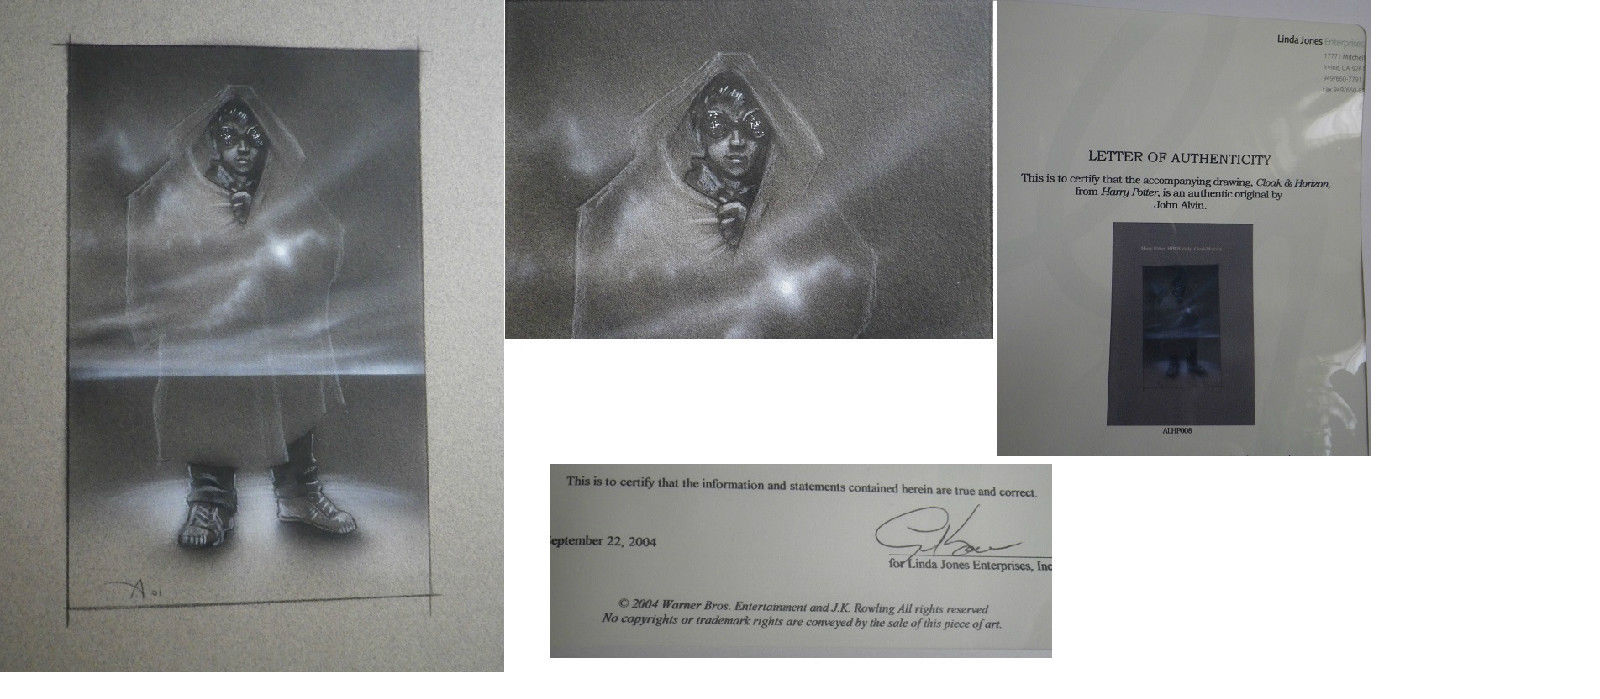 A 01
Linda Jones Enterprises
LETTER OF AUTHENTICITY
This is to certify that the accompanying drawing, Cloak & Horizon,
from Harry Potter, is an authentic original by
John Alvin.
ALHP008
This is to certify that the information and statements contained herein are true and correct.
eptember 22, 2004
for Linda Jones Enterprises, Inc
© 2004 Warner Bros. Entertainment and J.K. Rowling All rights reserved
No copyrights or trademark rights are conveyed by the sale of this piece of art.